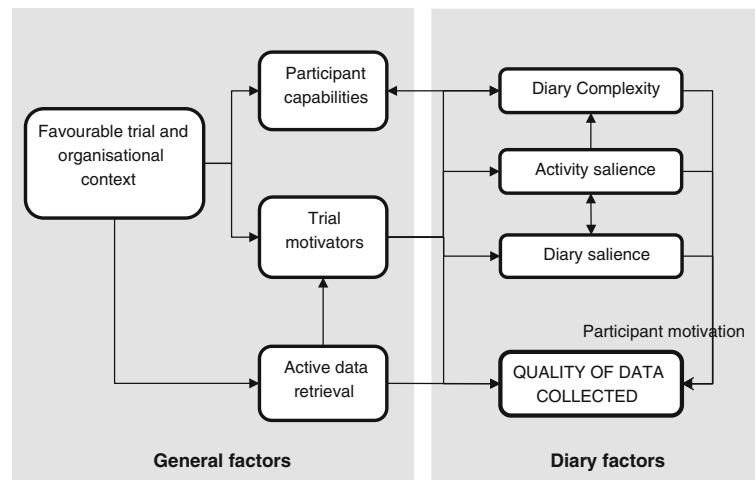 Favourable trial and
organisational
context
Participant
capabilities
Trial
motivators
Active data
retrieval
General factors
Diary Complexity
Activity salience
Diary salience
Participant motivation
QUALITY OF DATA
COLLECTED
Diary factors